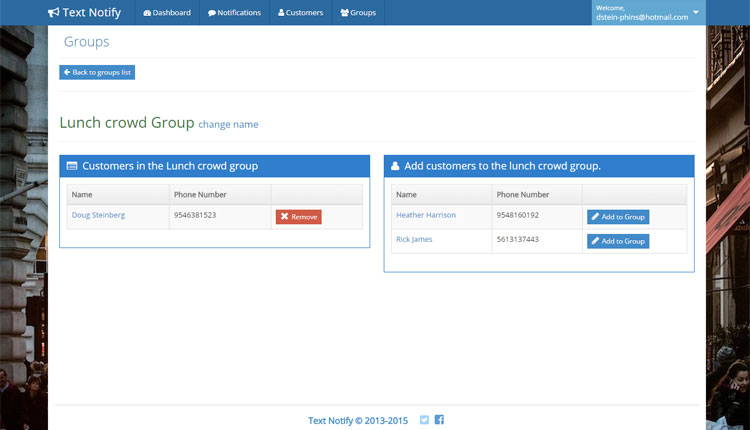 Text Notify
Dashboard
Notifications
Customers
Groups
Welcome,
dstein-phins@hotmail.com
Groups
Back to groups list
Lunch crowd Group change name
Customers in the Lunch crowd group
Name Phone Number
Doug Steinberg 9546381523 Remove
Add customers to the lunch crowd group.
Name Phone Number
Heather Harrison 9548160192 Add to Group
Rick James 5613137443 Add to Group
Text Notify © 2013-2015